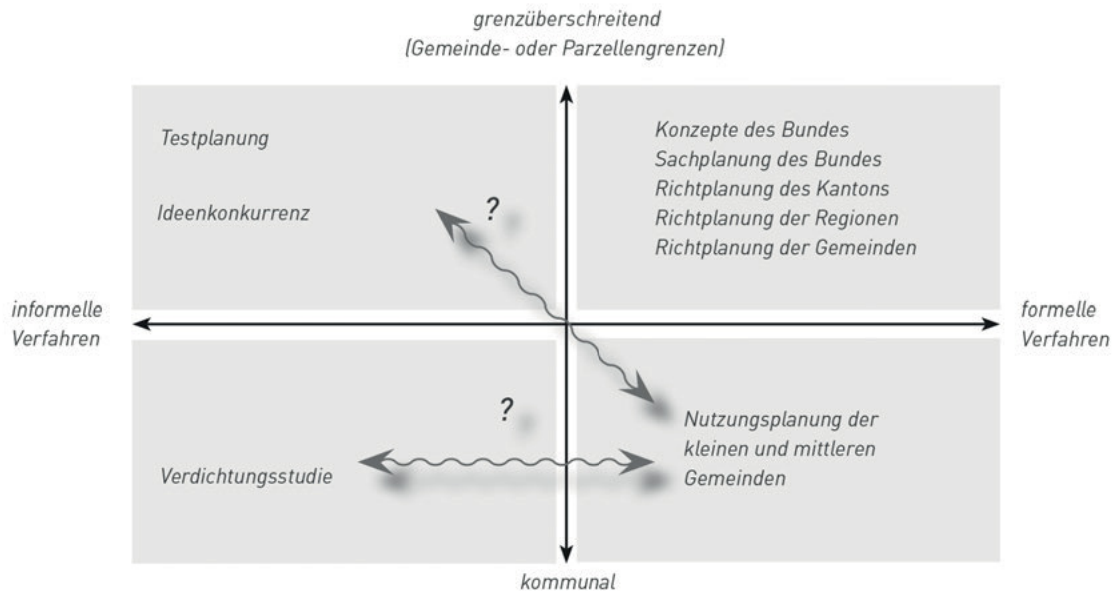 grenzüberschreitend
(Gemeinde- oder Parzellengrenzen)
Testplanung
Ideenkonkurrenz
?
Konzepte des Bundes
Sachplanung des Bundes
Richtplanung des Kantons
Richtplanung der Regionen
Richtplanung der Gemeinden
informelle
Verfahren
formelle
Verfahren
?
Verdichtungsstudie
Nutzungsplanung der
kleinen und mittleren
Gemeinden
kommunal